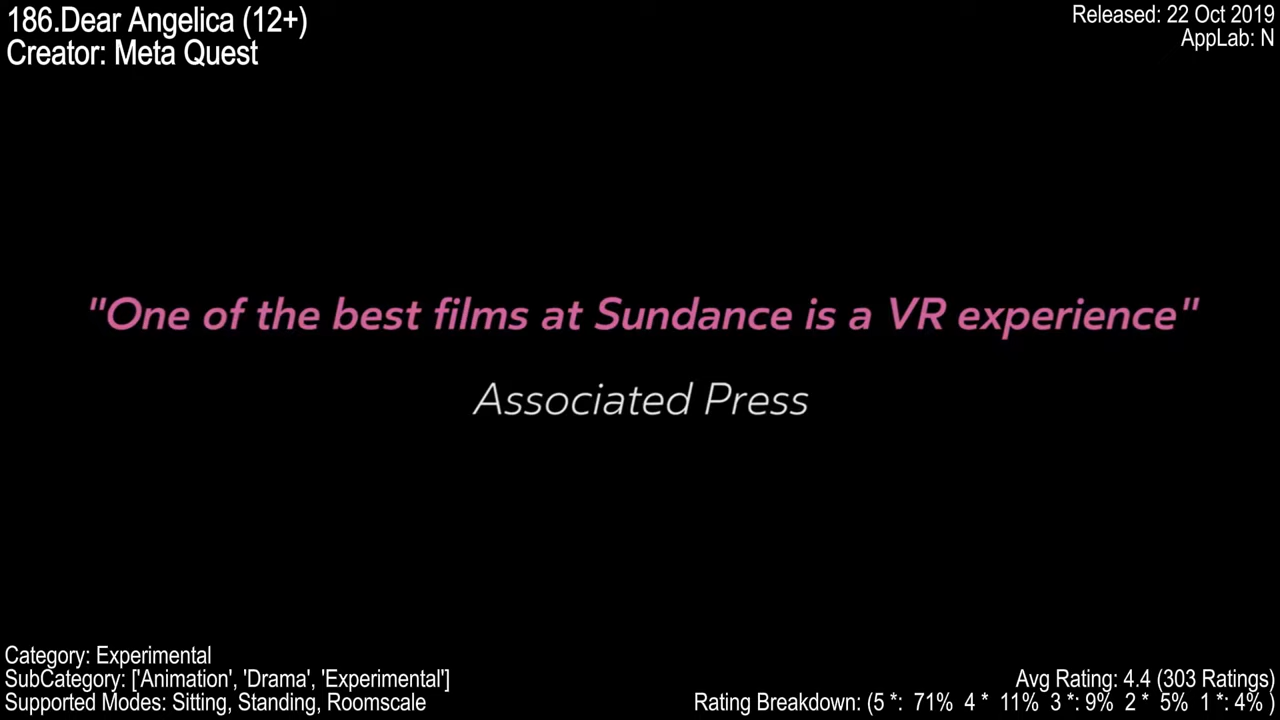 186.Dear Angelica (12+)
Creator: Meta Quest
Released: 22 Oct 2019
AppLab: N
"One of the best films at Sundance is a VR experience"
Associated Press
Category: Experimental
SubCategory: ['Animation', 'Drama', 'Experimental']
Supported Modes: Sitting, Standing, Roomscale
Avg Rating: 4.4 (303 Ratings)
Rating Breakdown: (5 *: 71% 4 * 11% 3 *: 9% 2 * 5% 1 *: 4% )